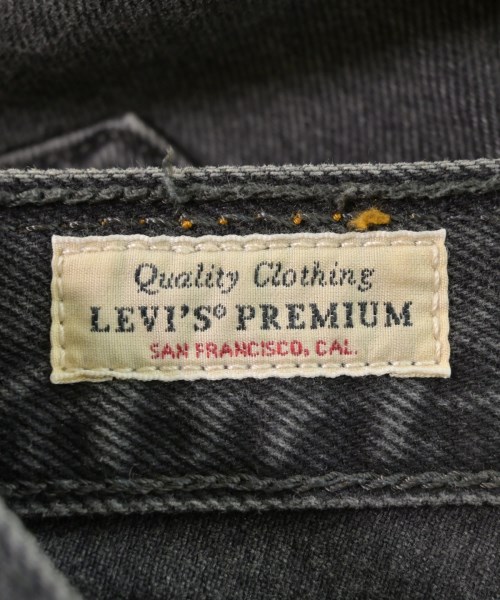 Quality Clothing
LEVI'S® PREMIUM
SAN FRANCISCO, CAL.